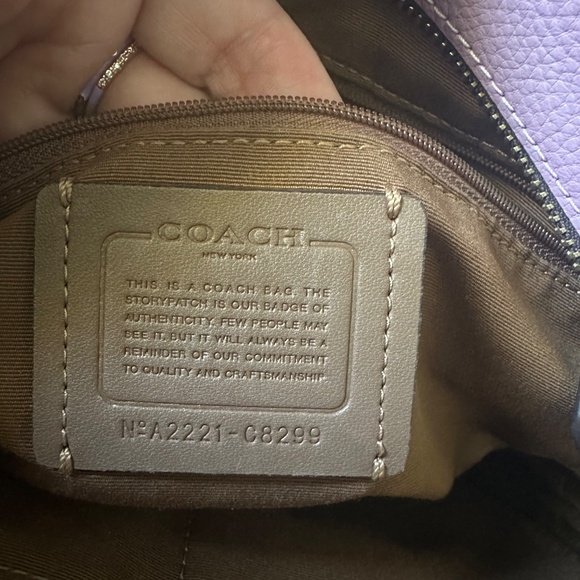 COACH
NEW YORK
THIS IS A COACH BAG. THE
STORYPATCH IS OUR BADGE OF
AUTHENTICITY. FEW PEOPLE MAY
SEE IT. BUT IT WILL ALWAYS BE A
REMINDER OF OUR COMMITMENT
TO QUALITY AND CRAFTSMANSHIP.
NºA2221-C8299